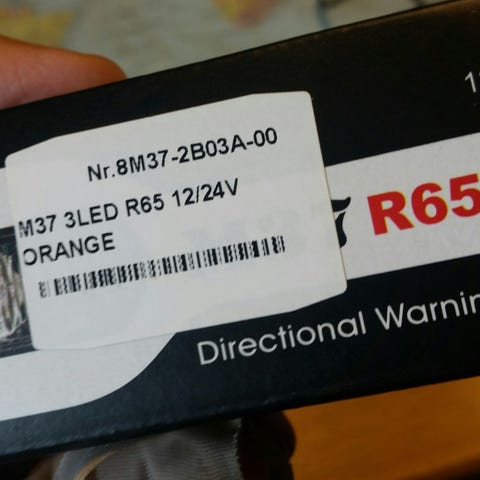 Nr.8M37-2B03A-00
M37 3LED R65 12/24V
ORANGE
R65
Directional Warnin